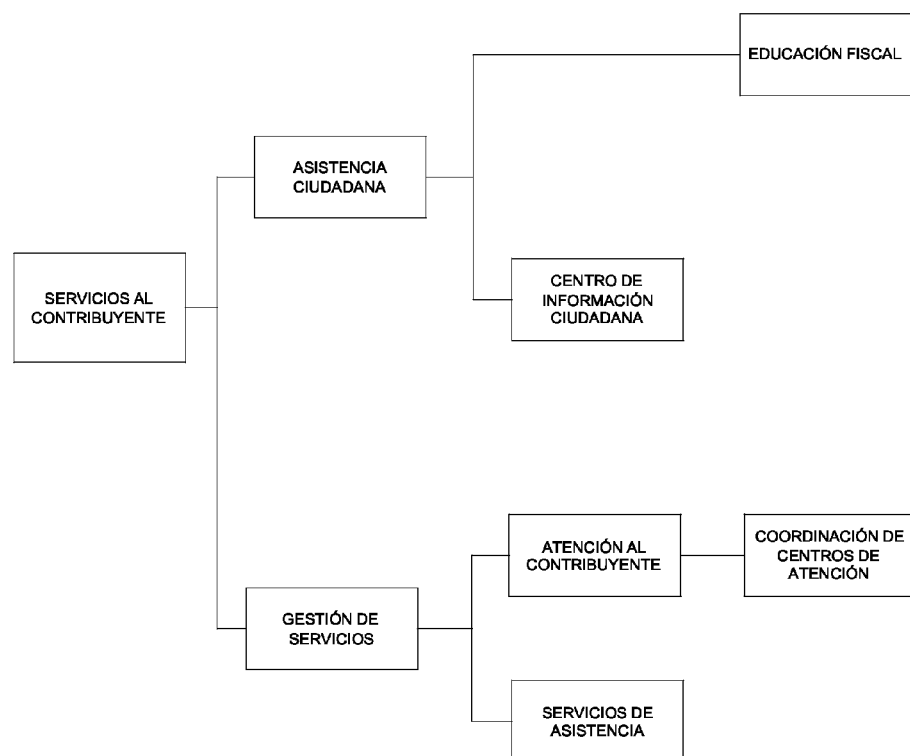 EDUCACIÓN FISCAL
ASISTENCIA
CIUDADANA
SERVICIOS AL
CONTRIBUYENTE
CENTRO DE
INFORMACIÓN
CIUDADANA
ATENCIÓN AL
CONTRIBUYENTE
COORDINACIÓN DE
CENTROS DE
ATENCIÓN
GESTIÓN DE
SERVICIOS
SERVICIOS DE
ASISTENCIA